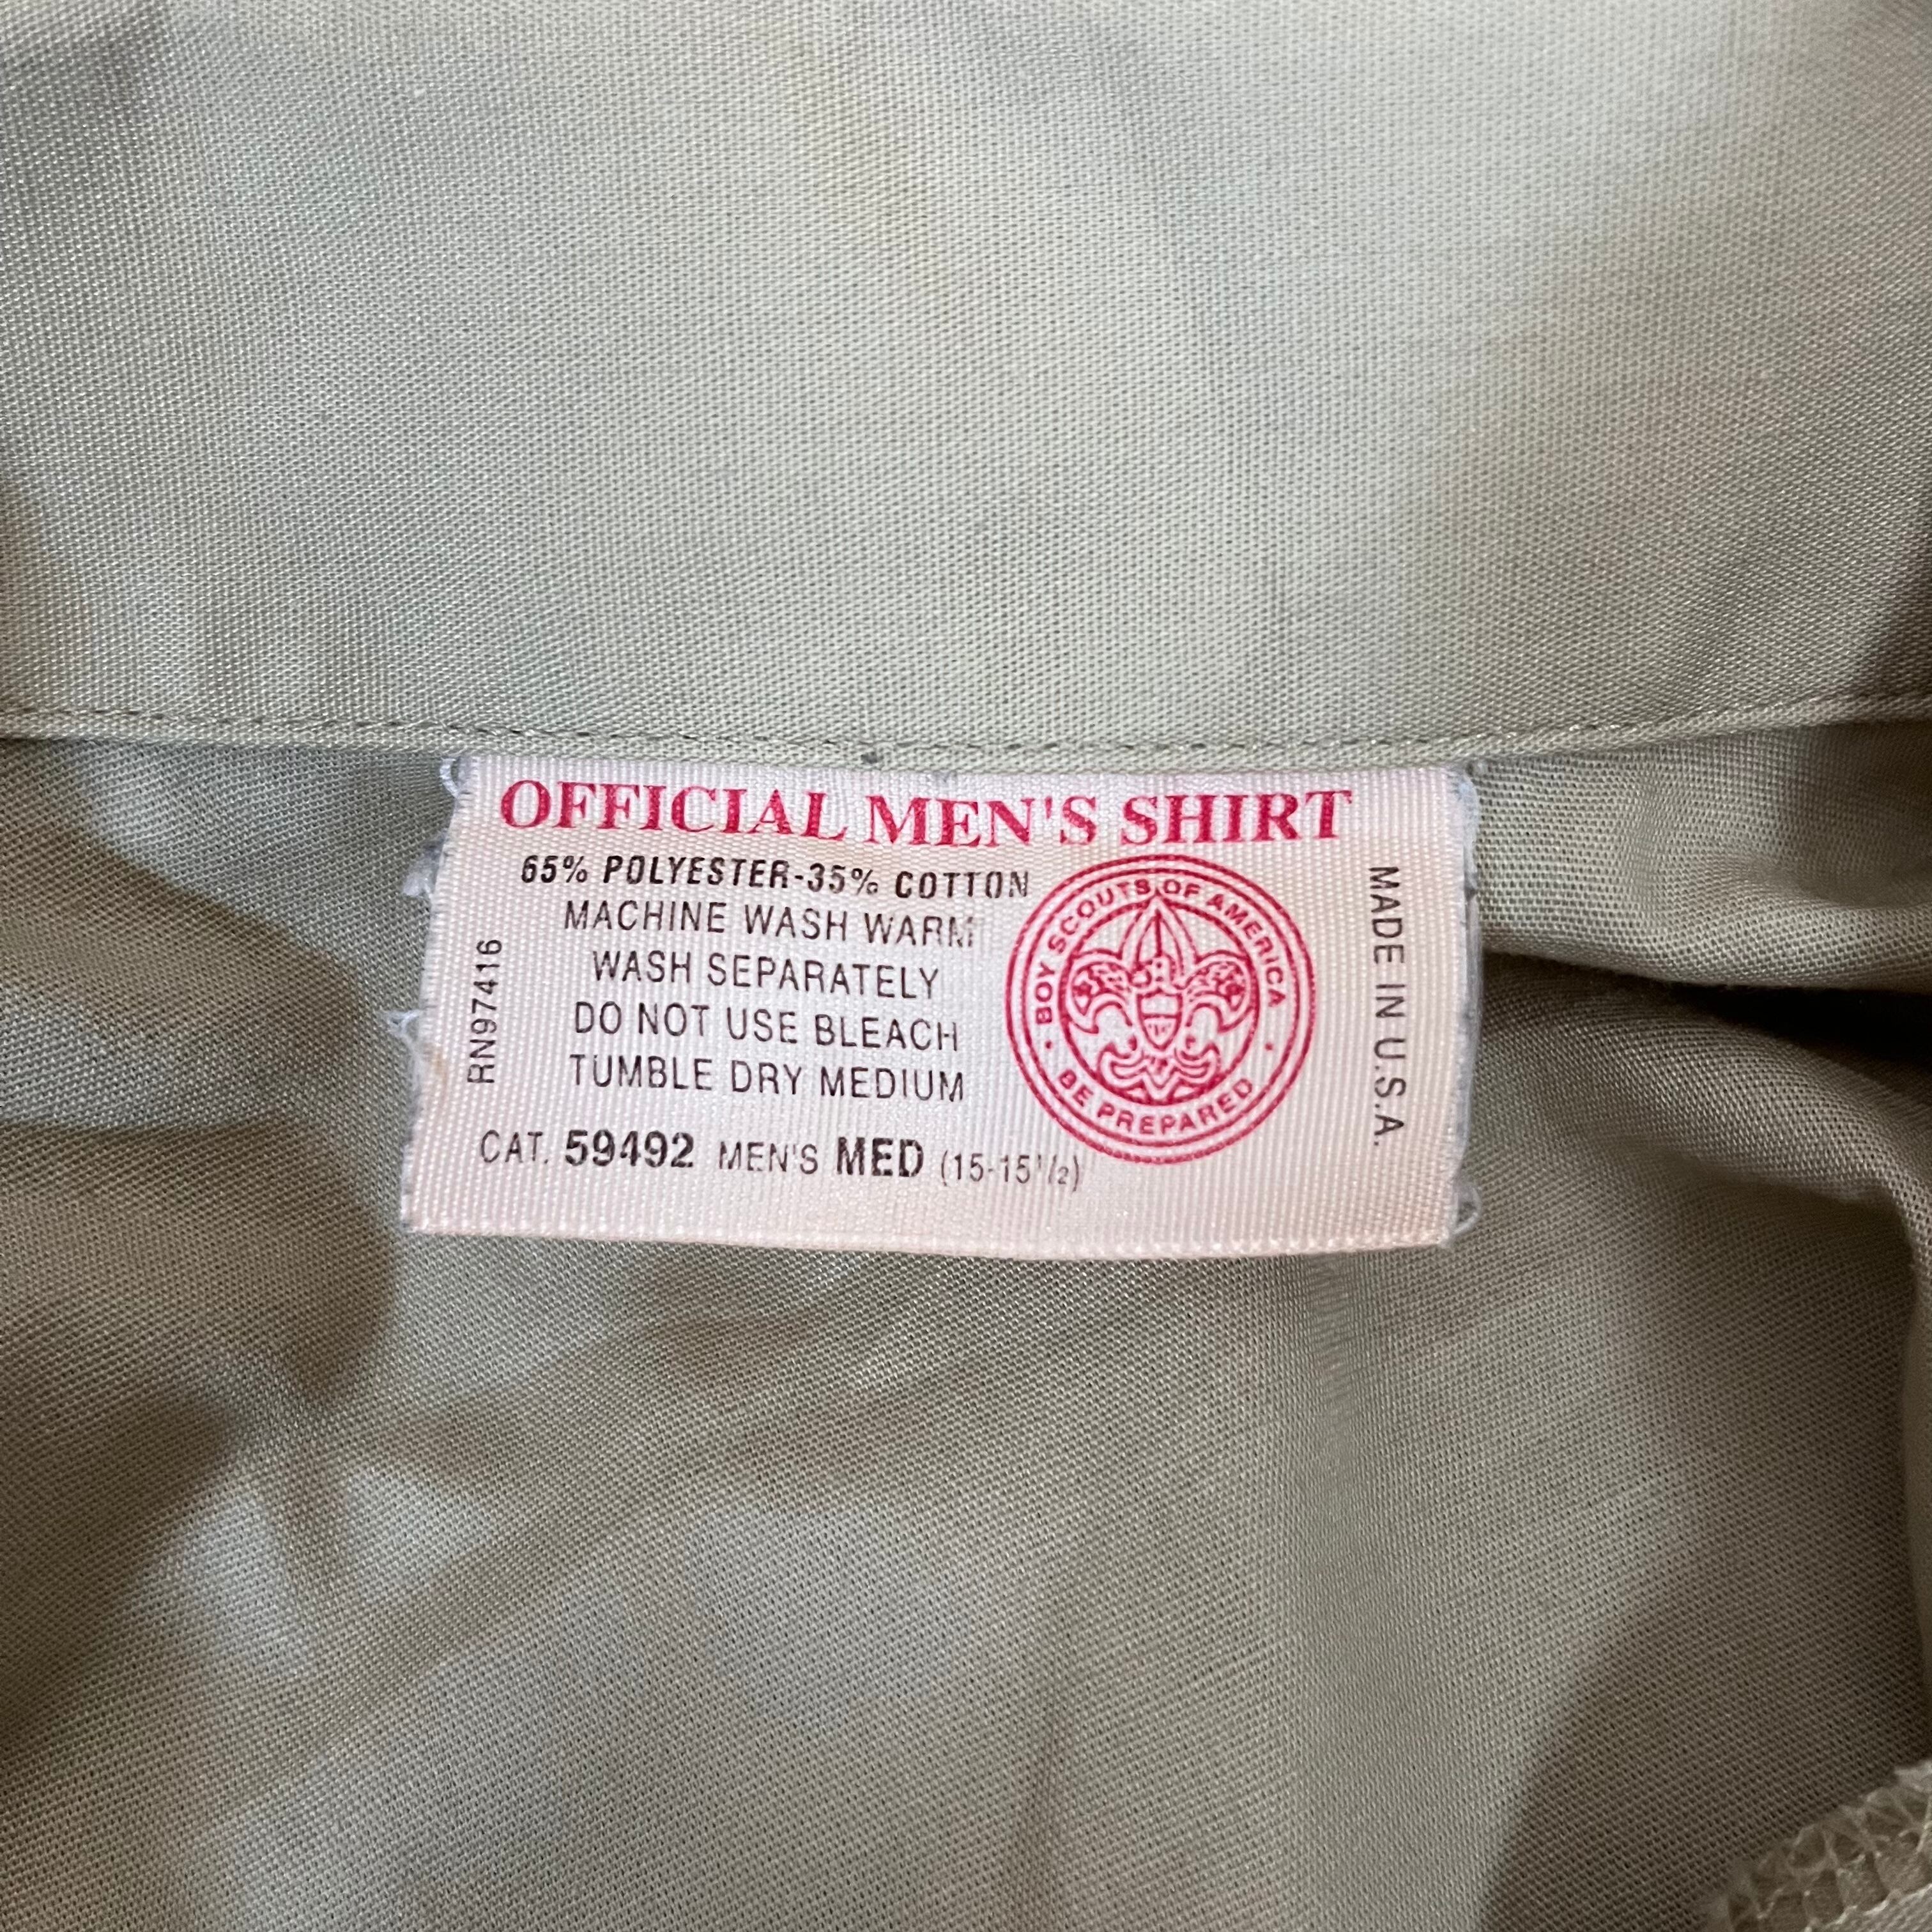 OFFICIAL MEN'S SHIRT
65% POLYESTER-35% COTTON
MACHINE WASH WARM
WASH SEPARATELY
DO NOT USE BLEACH
TUMBLE DRY MEDIUM
CAT. 59492 MEN'S MED (15-15½)
RN97416
BOY SCOUTS OF AMERICA
• BE PREPARED •
MADE IN U.S.A.